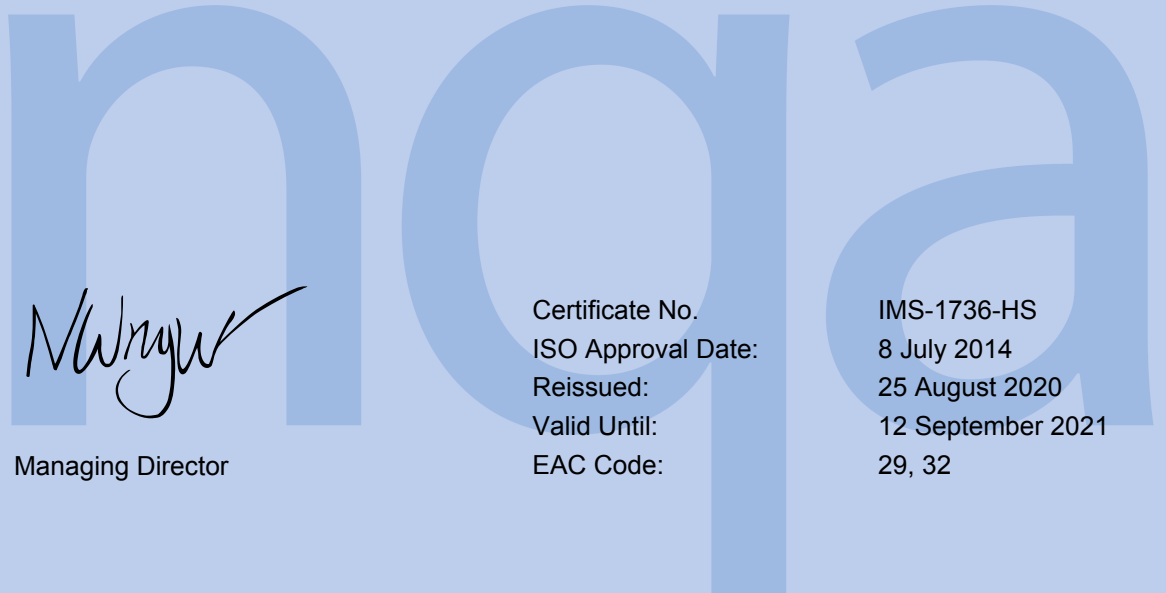 nqa
Certificate No. IMS-1736-HS
ISO Approval Date: 8 July 2014
Reissued: 25 August 2020
Valid Until: 12 September 2021
Managing Director
EAC Code: 29, 32